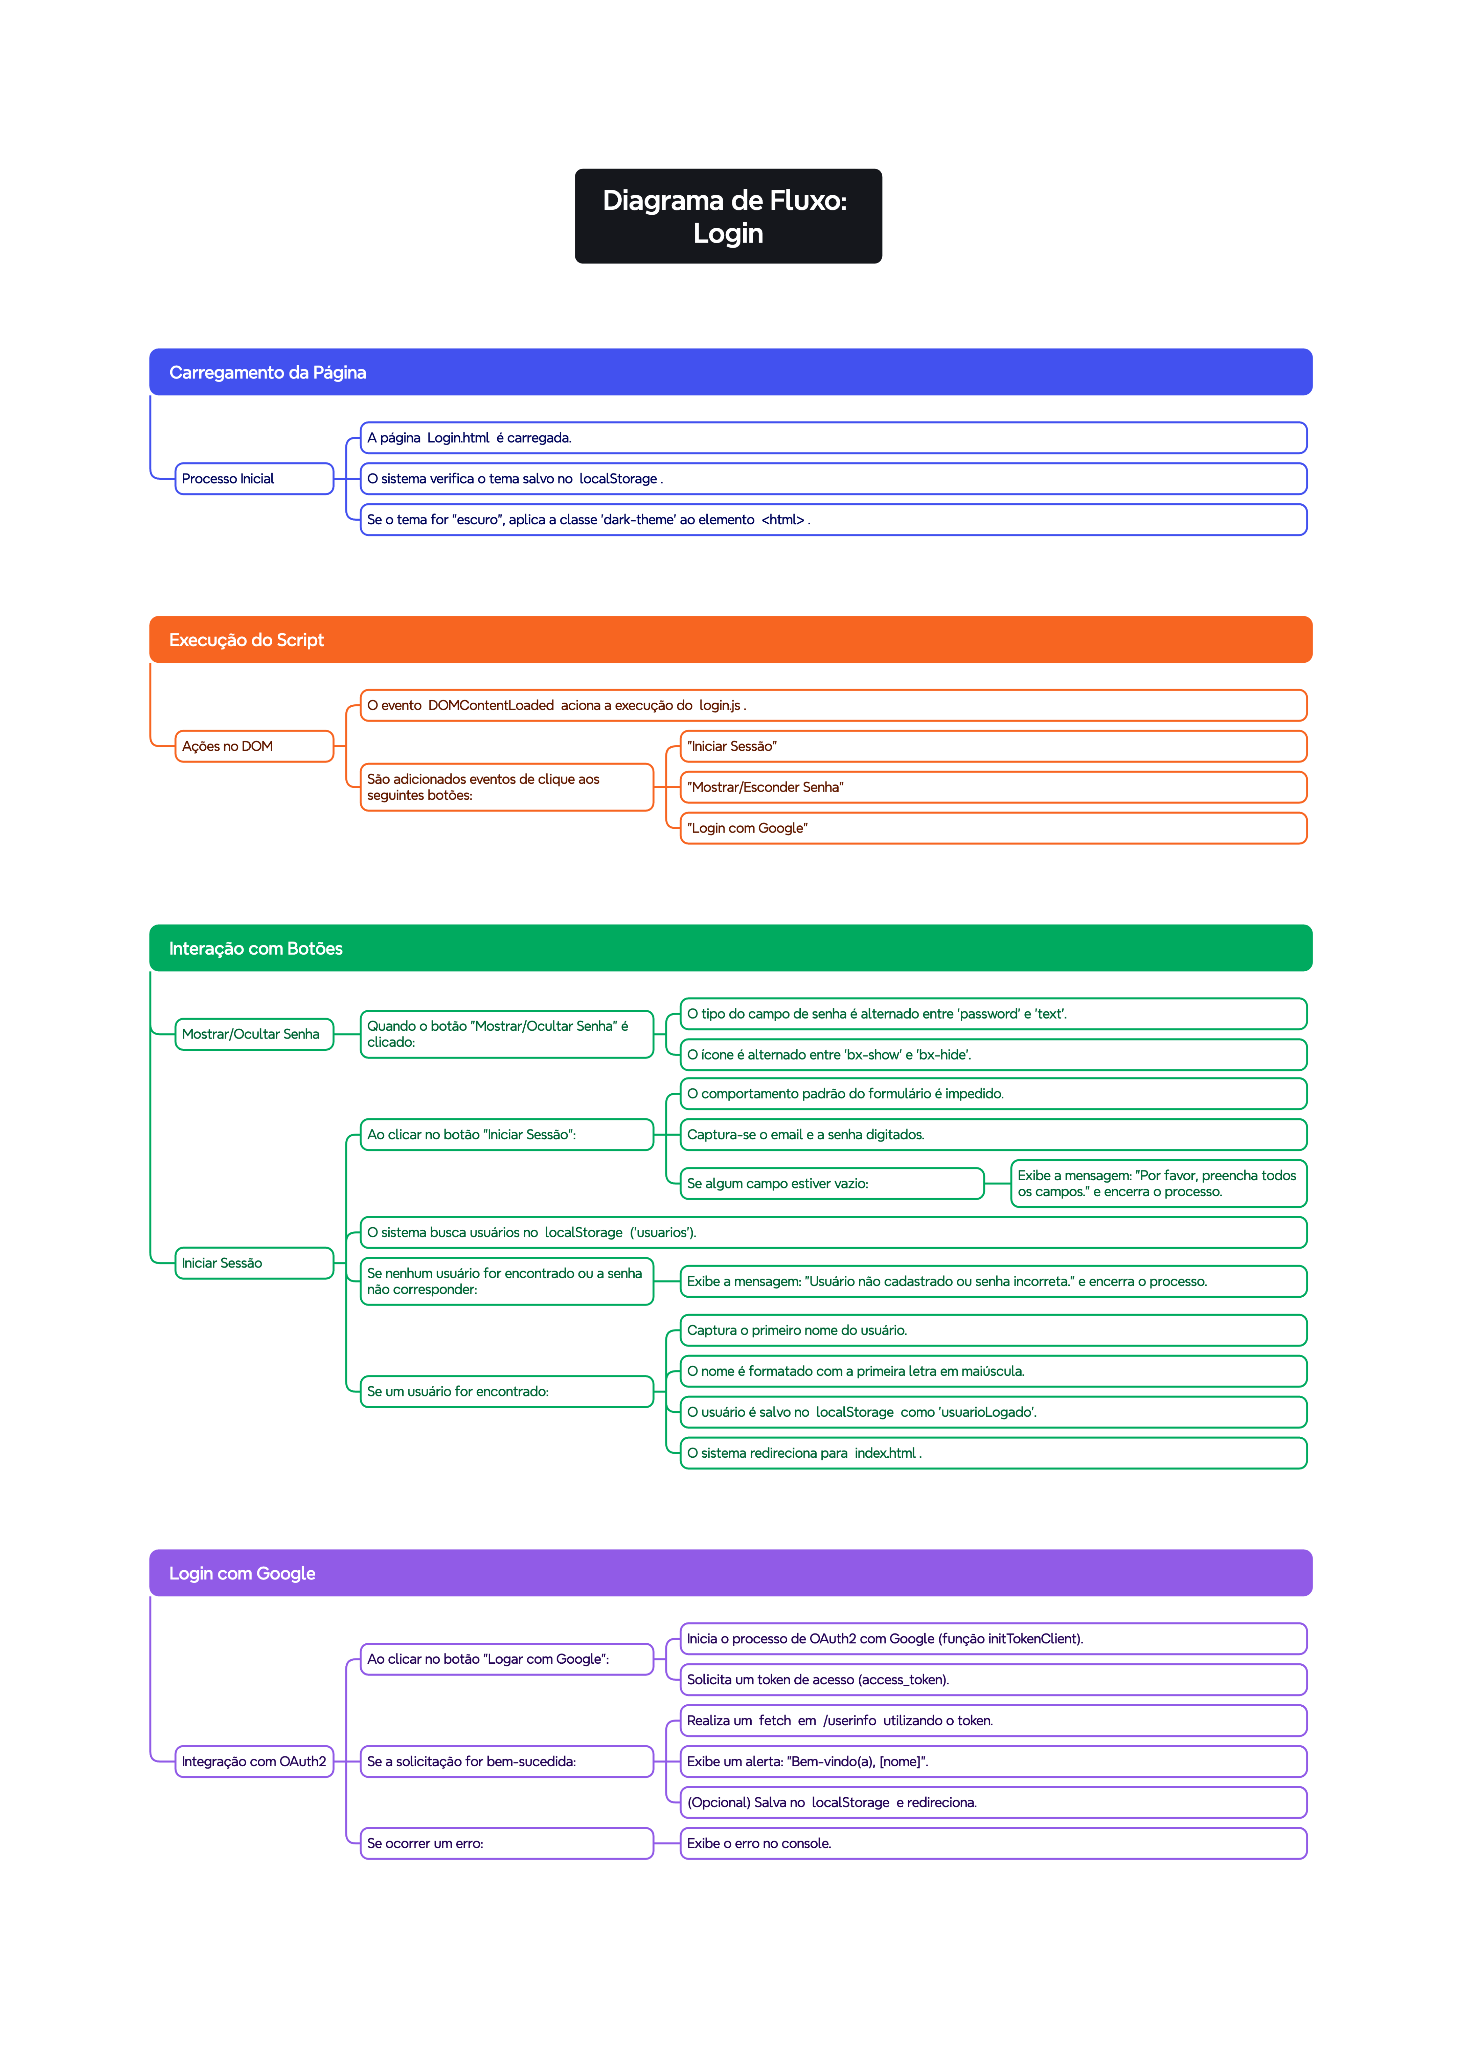 Diagrama de Fluxo:
Login
Carregamento da Página
Processo Inicial
A página Login.html é carregada.
O sistema verifica o tema salvo no localStorage .
Se o tema for "escuro", aplica a classe 'dark-theme' ao elemento <html> .
Execução do Script
Ações no DOM
O evento DOMContentLoaded aciona a execução do login.js .
São adicionados eventos de clique aos
seguintes botões:
"Iniciar Sessão"
"Mostrar/Esconder Senha"
"Login com Google"
Interação com Botões
Mostrar/Ocultar Senha
Quando o botão "Mostrar/Ocultar Senha" é
clicado:
O tipo do campo de senha é alternado entre 'password' e 'text'.
O ícone é alternado entre 'bx-show' e 'bx-hide'.
Iniciar Sessão
Ao clicar no botão "Iniciar Sessão":
O comportamento padrão do formulário é impedido.
Captura-se o email e a senha digitados.
Se algum campo estiver vazio:
Exibe a mensagem: "Por favor, preencha todos
os campos." e encerra o processo.
O sistema busca usuários no localStorage ('usuarios').
Se nenhum usuário for encontrado ou a senha
não corresponder:
Exibe a mensagem: "Usuário não cadastrado ou senha incorreta." e encerra o processo.
Se um usuário for encontrado:
Captura o primeiro nome do usuário.
O nome é formatado com a primeira letra em maiúscula.
O usuário é salvo no localStorage como 'usuarioLogado'.
O sistema redireciona para index.html .
Login com Google
Integração com OAuth2
Ao clicar no botão "Logar com Google":
Inicia o processo de OAuth2 com Google (função initTokenClient).
Solicita um token de acesso (access_token).
Se a solicitação for bem-sucedida:
Realiza um fetch em /userinfo utilizando o token.
Exibe um alerta: "Bem-vindo(a), [nome]".
(Opcional) Salva no localStorage e redireciona.
Se ocorrer um erro:
Exibe o erro no console.